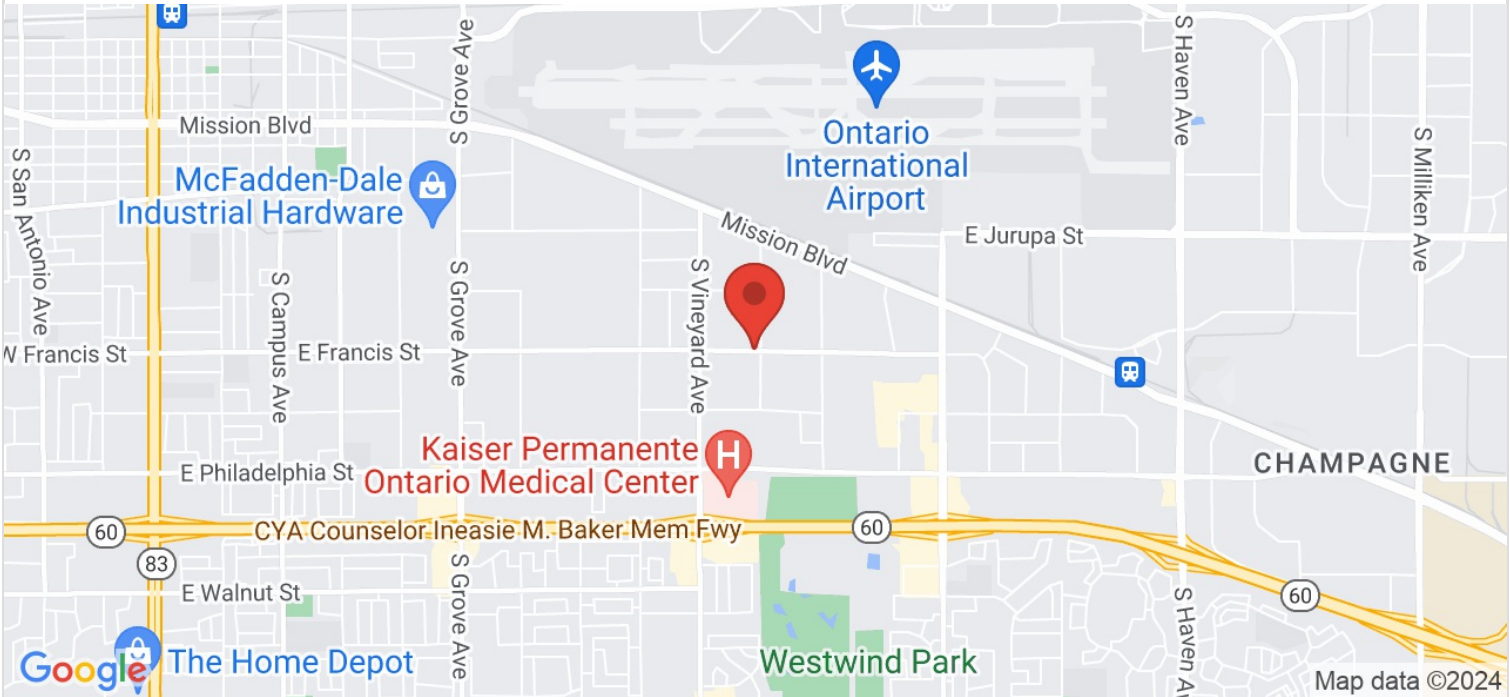 S Grove Ave
S Haven Ave
Mission Blvd
Ontario
International
Airport
S San Antonio Ave
McFadden-Dale
Industrial Hardware
S Milliken Ave
Mission Blvd
E Jurupa St
S Campus Ave
S Grove Ave
S Vineyard Ave
W Francis St
E Francis St
Kaiser Permanente
Ontario Medical Center
H
E Philadelphia St
CHAMPAGNE
60
CYA Counselor Ineasie M. Baker Mem Fwy
60
83
E Walnut St
S Grove Ave
60
S Haven Av
Google
The Home Depot
Westwind Park
Map data ©2024